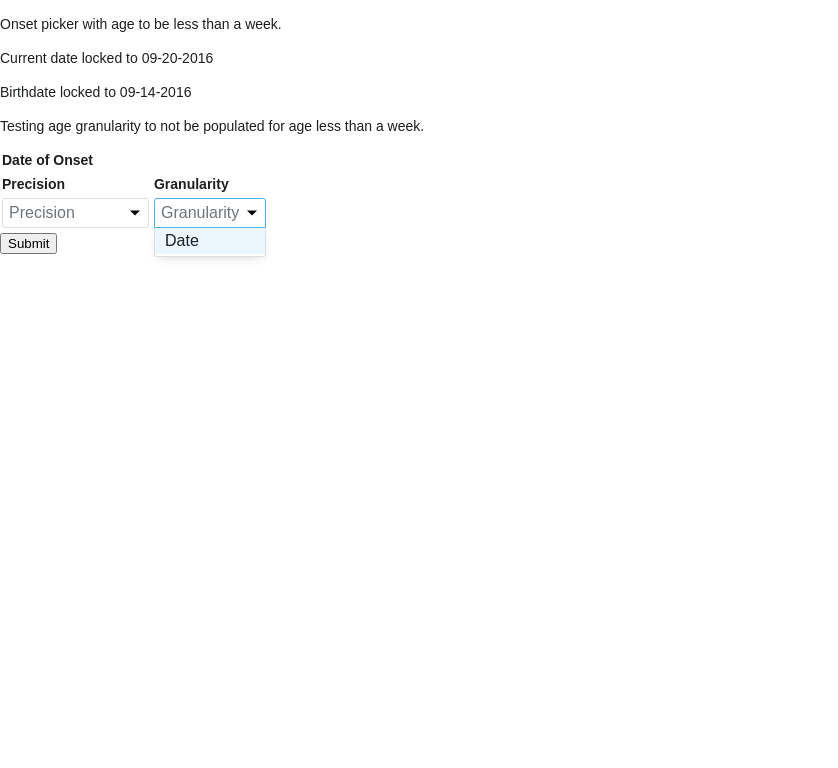 Onset picker with age to be less than a week.
Current date locked to 09-20-2016
Birthdate locked to 09-14-2016
Testing age granularity to not be populated for age less than a week.
Date of Onset
Precision Granularity
Precision Granularity
Date
Submit